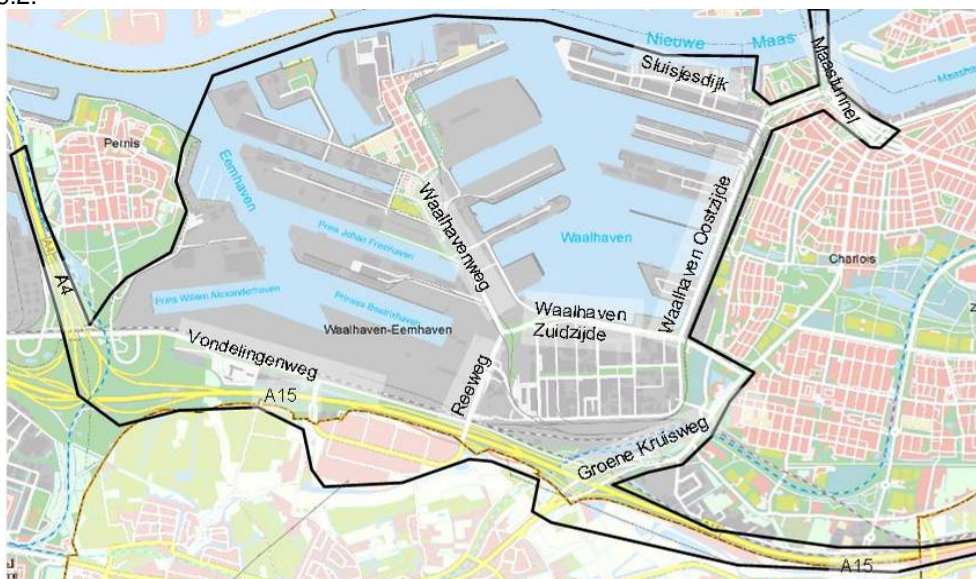 Nieuwe Maas
Sluisjesdijk
Maastunnel
Pernis
Eemhaven
Waalhavenweg
Prins Johan Frisohaven
Waalhaven
Waalhaven Oostzijde
Charlois
A4
Prins Willem Alexanderhaven
Prinses Beatrixhaven
Waalhaven-Eemhaven
Waalhaven
Zuidzijde
Vondelingenweg
Reeweg
A15
Groene Kruisweg
A15